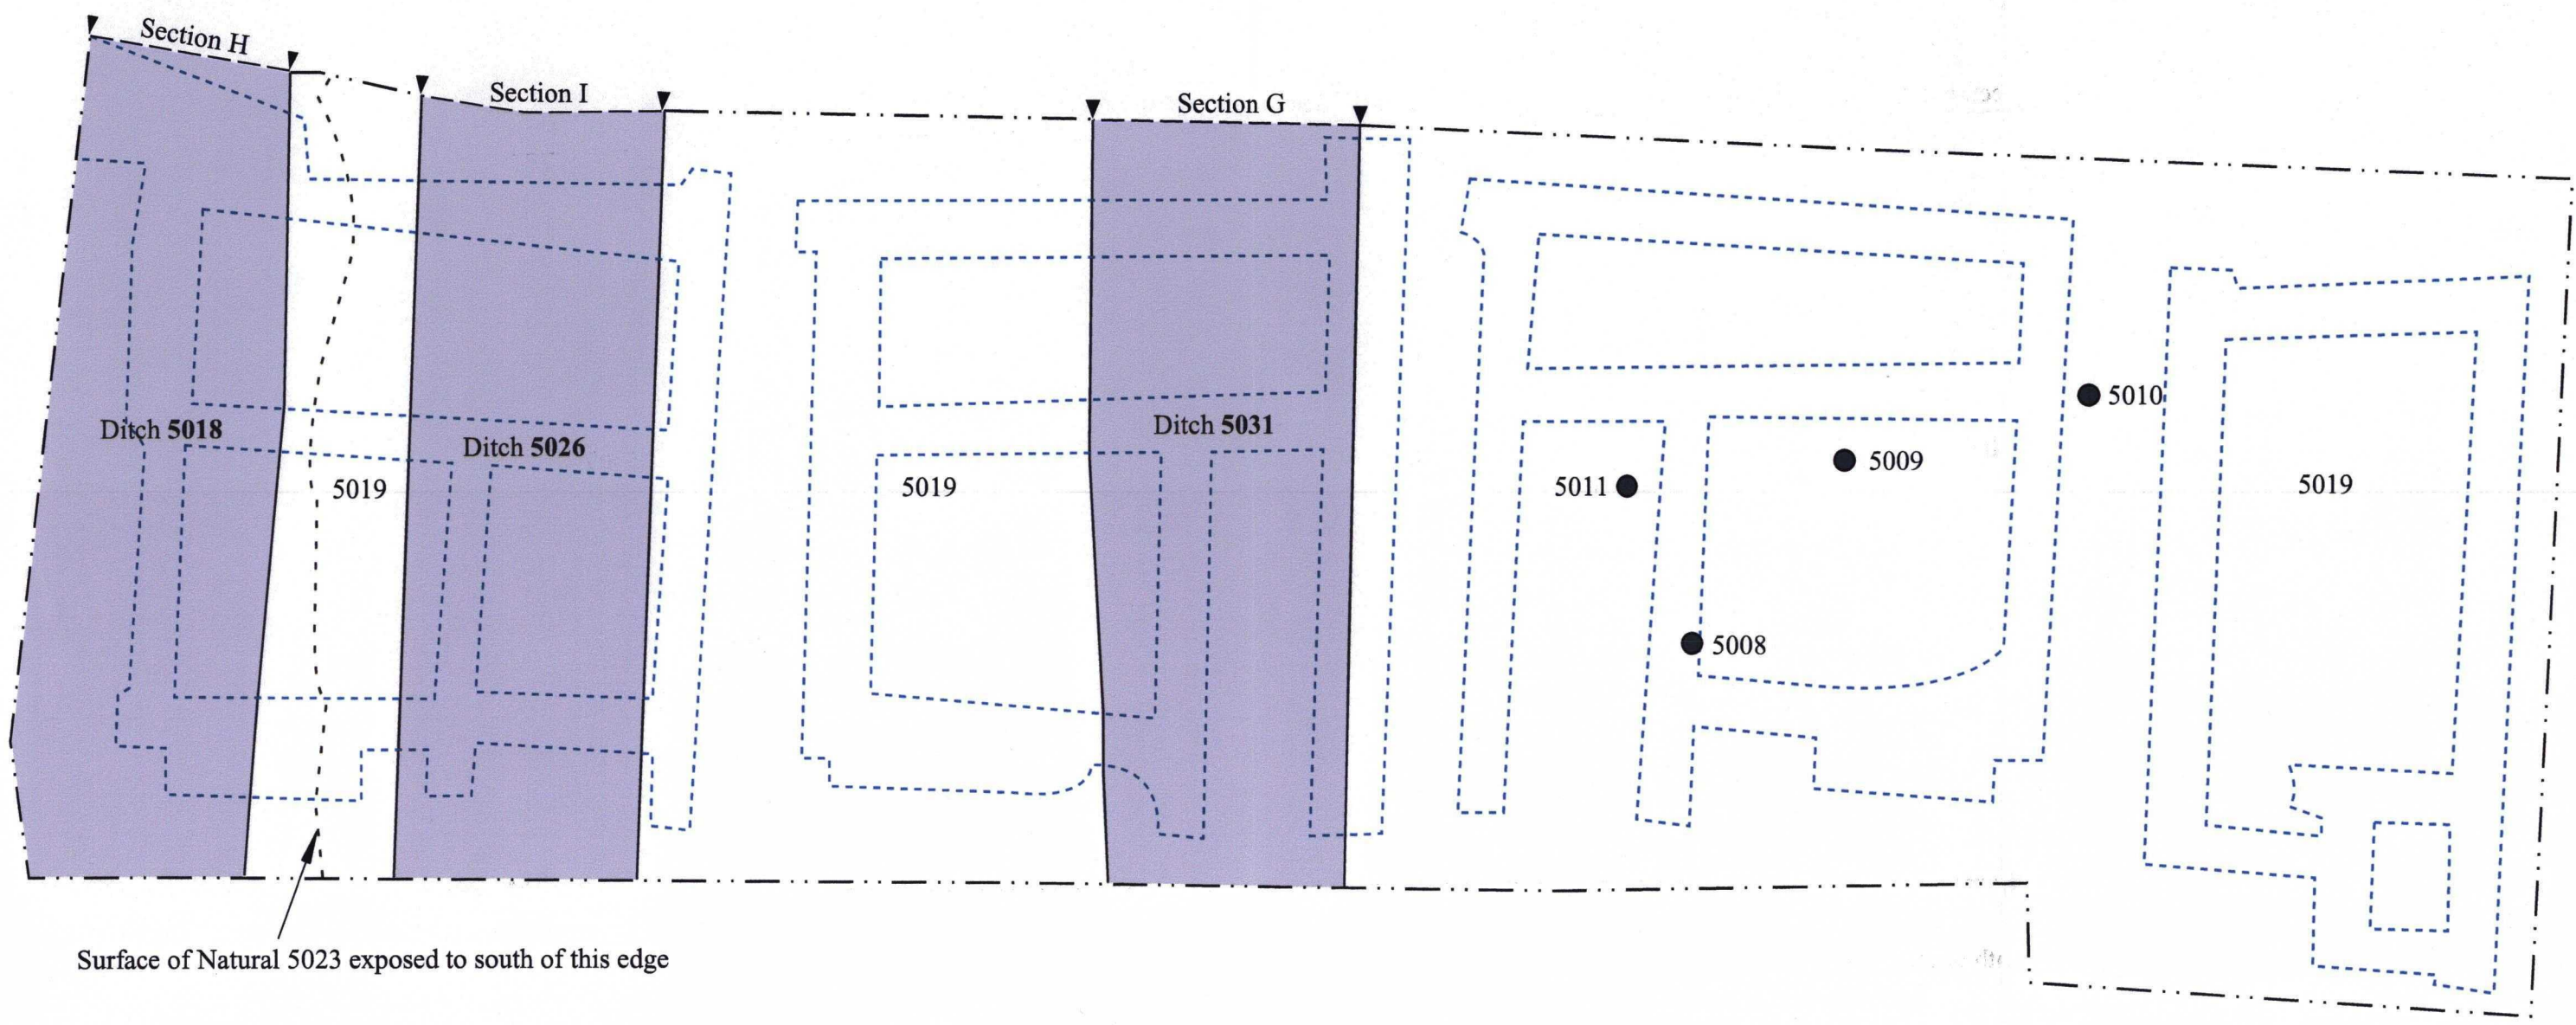 Section H
Section I
Section G
Ditch 5018
Ditch 5026
Ditch 5031
5019
5019
5019
5011
5009
5010
5008
Surface of Natural 5023 exposed to south of this edge